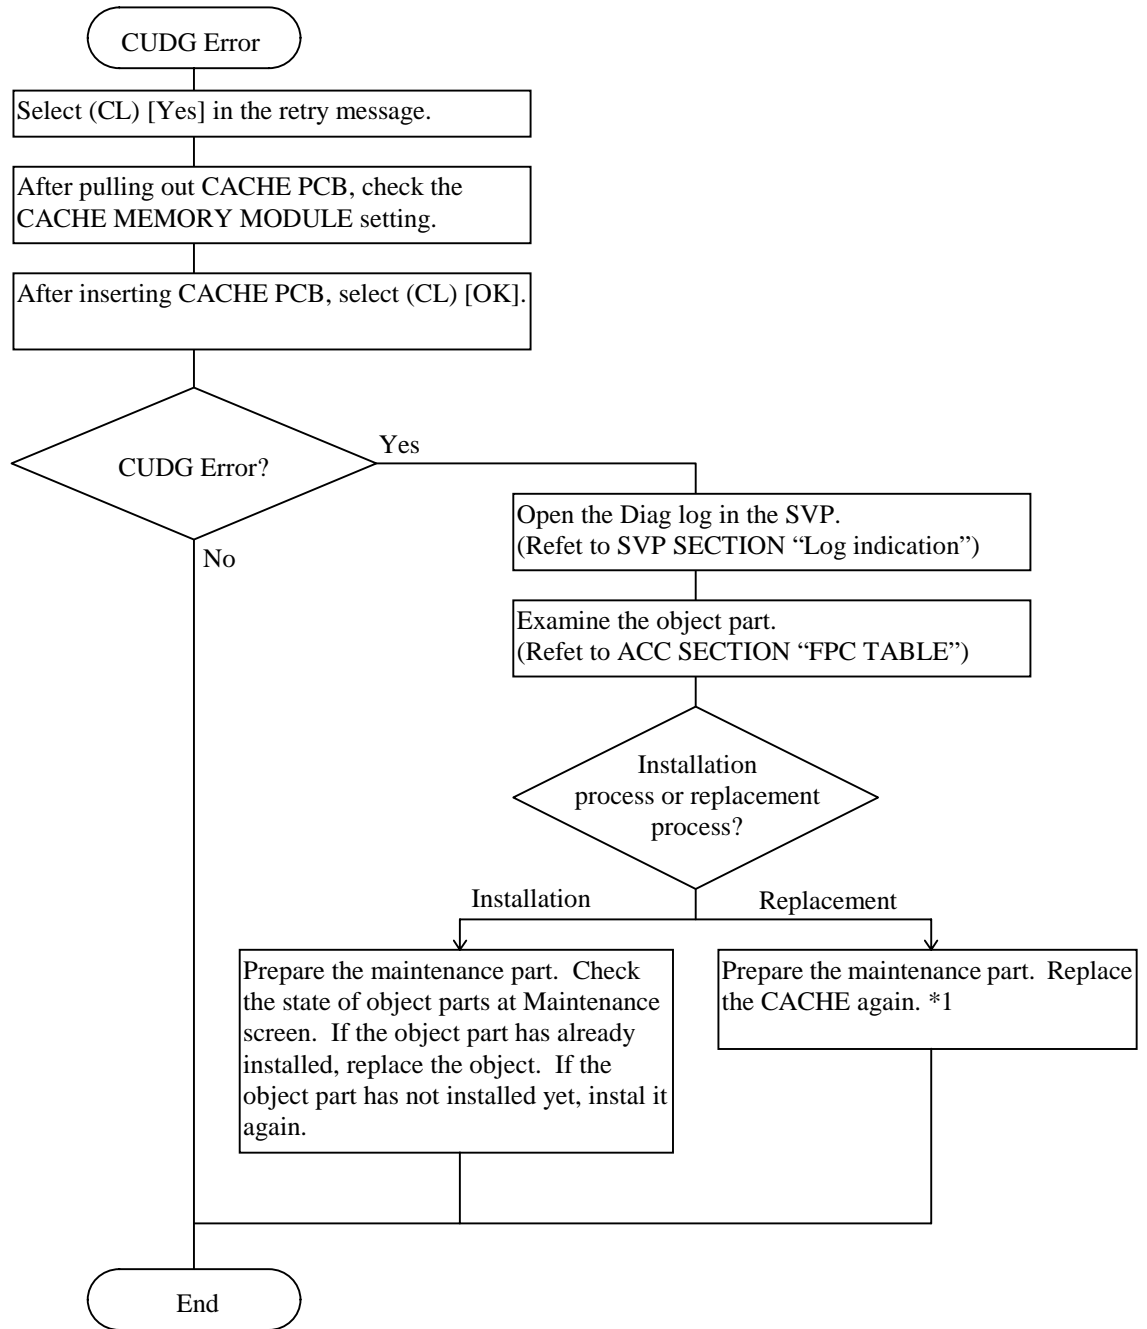 CUDG Error
Select (CL) [Yes] in the retry message.
After pulling out CACHE PCB, check the
CACHE MEMORY MODULE setting.
After inserting CACHE PCB, select (CL) [OK].
CUDG Error?
Yes
No
Open the Diag log in the SVP.
(Refet to SVP SECTION “Log indication”)
Examine the object part.
(Refet to ACC SECTION “FPC TABLE”)
Installation
process or replacement
process?
Installation
Replacement
Prepare the maintenance part. Check
the state of object parts at Maintenance
screen. If the object part has already
installed, replace the object. If the
object part has not installed yet, instal it
again.
Prepare the maintenance part. Replace
the CACHE again. *1
End